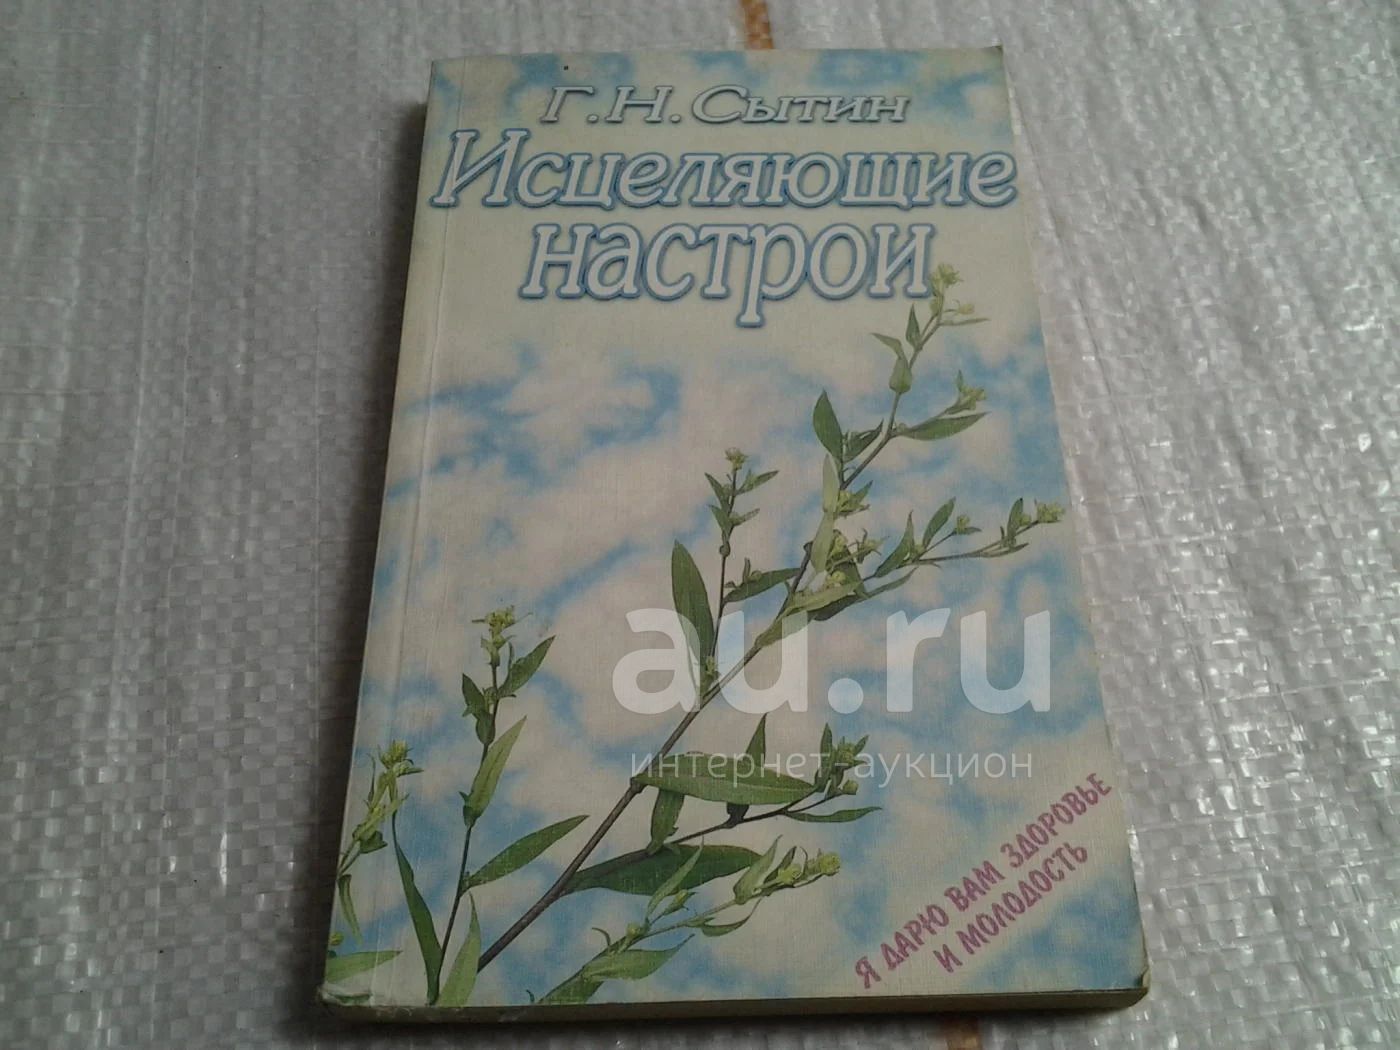 Г.Н. Сытин
Исцеляющие
настрои
au.ru
интернет-аукцион
Я ДАРЮ ВАМ ЗДОРОВЬЕ
И МОЛОДОСТЬ